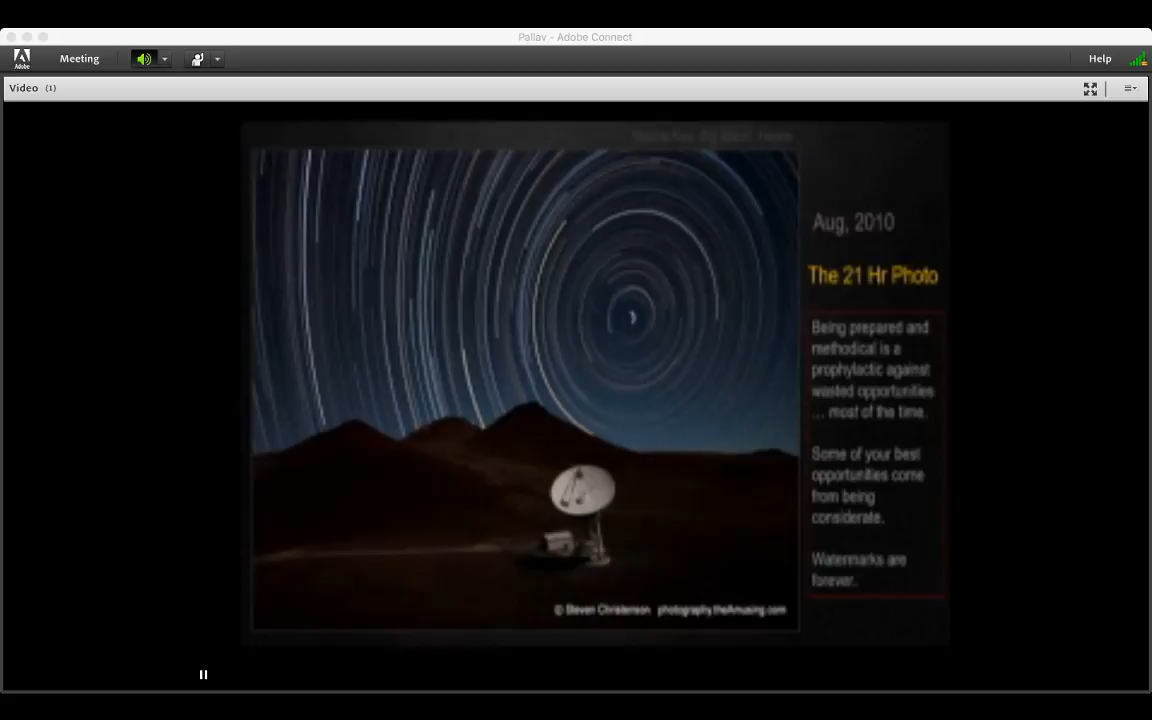 Pallav - Adobe Connect
Adobe
Meeting
Help
Video (1)
Aug, 2010
The 21 Hr Photo
Being prepared and
methodical is a
prophylactic against
wasted opportunities
... most of the time.
Some of your best
opportunities come
from being
considerate.
Watermarks are
forever.
© Steven Christenson photography.theAmusing.com